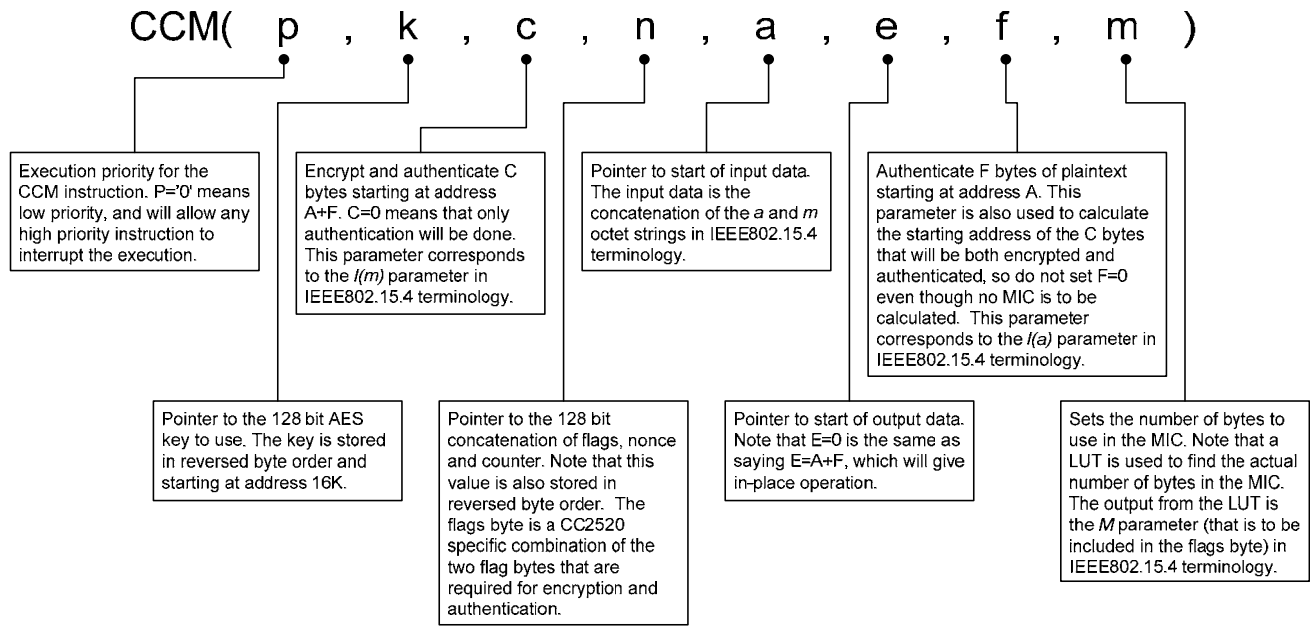 CCM( p , k , c , n , a , e , f , m )
Execution priority for the
CCM instruction. P='0' means
low priority, and will allow any
high priority instruction to
interrupt the execution.
Encrypt and authenticate C
bytes starting at address
A+F. C=0 means that only
authentication will be done.
This parameter corresponds
to the l(m) parameter in
IEEE802.15.4 terminology.
Pointer to start of input data.
The input data is the
concatenation of the a and m
octet strings in IEEE802.15.4
terminology.
Authenticate F bytes of plaintext
starting at address A. This
parameter is also used to calculate
the starting address of the C bytes
that will be both encrypted and
authenticated, so do not set F=0
even though no MIC is to be
calculated. This parameter
corresponds to the l(a) parameter in
IEEE802.15.4 terminology.
Pointer to the 128 bit AES
key to use. The key is stored
in reversed byte order and
starting at address 16K.
Pointer to the 128 bit
concatenation of flags, nonce
and counter. Note that this
value is also stored in
reversed byte order. The
flags byte is a CC2520
specific combination of the
two flag bytes that are
required for encryption and
authentication.
Pointer to start of output data.
Note that E=0 is the same as
saying E=A+F, which will give
in-place operation.
Sets the number of bytes to
use in the MIC. Note that a
LUT is used to find the actual
number of bytes in the MIC.
The output from the LUT is
the M parameter (that is to be
included in the flags byte) in
IEEE802.15.4 terminology.